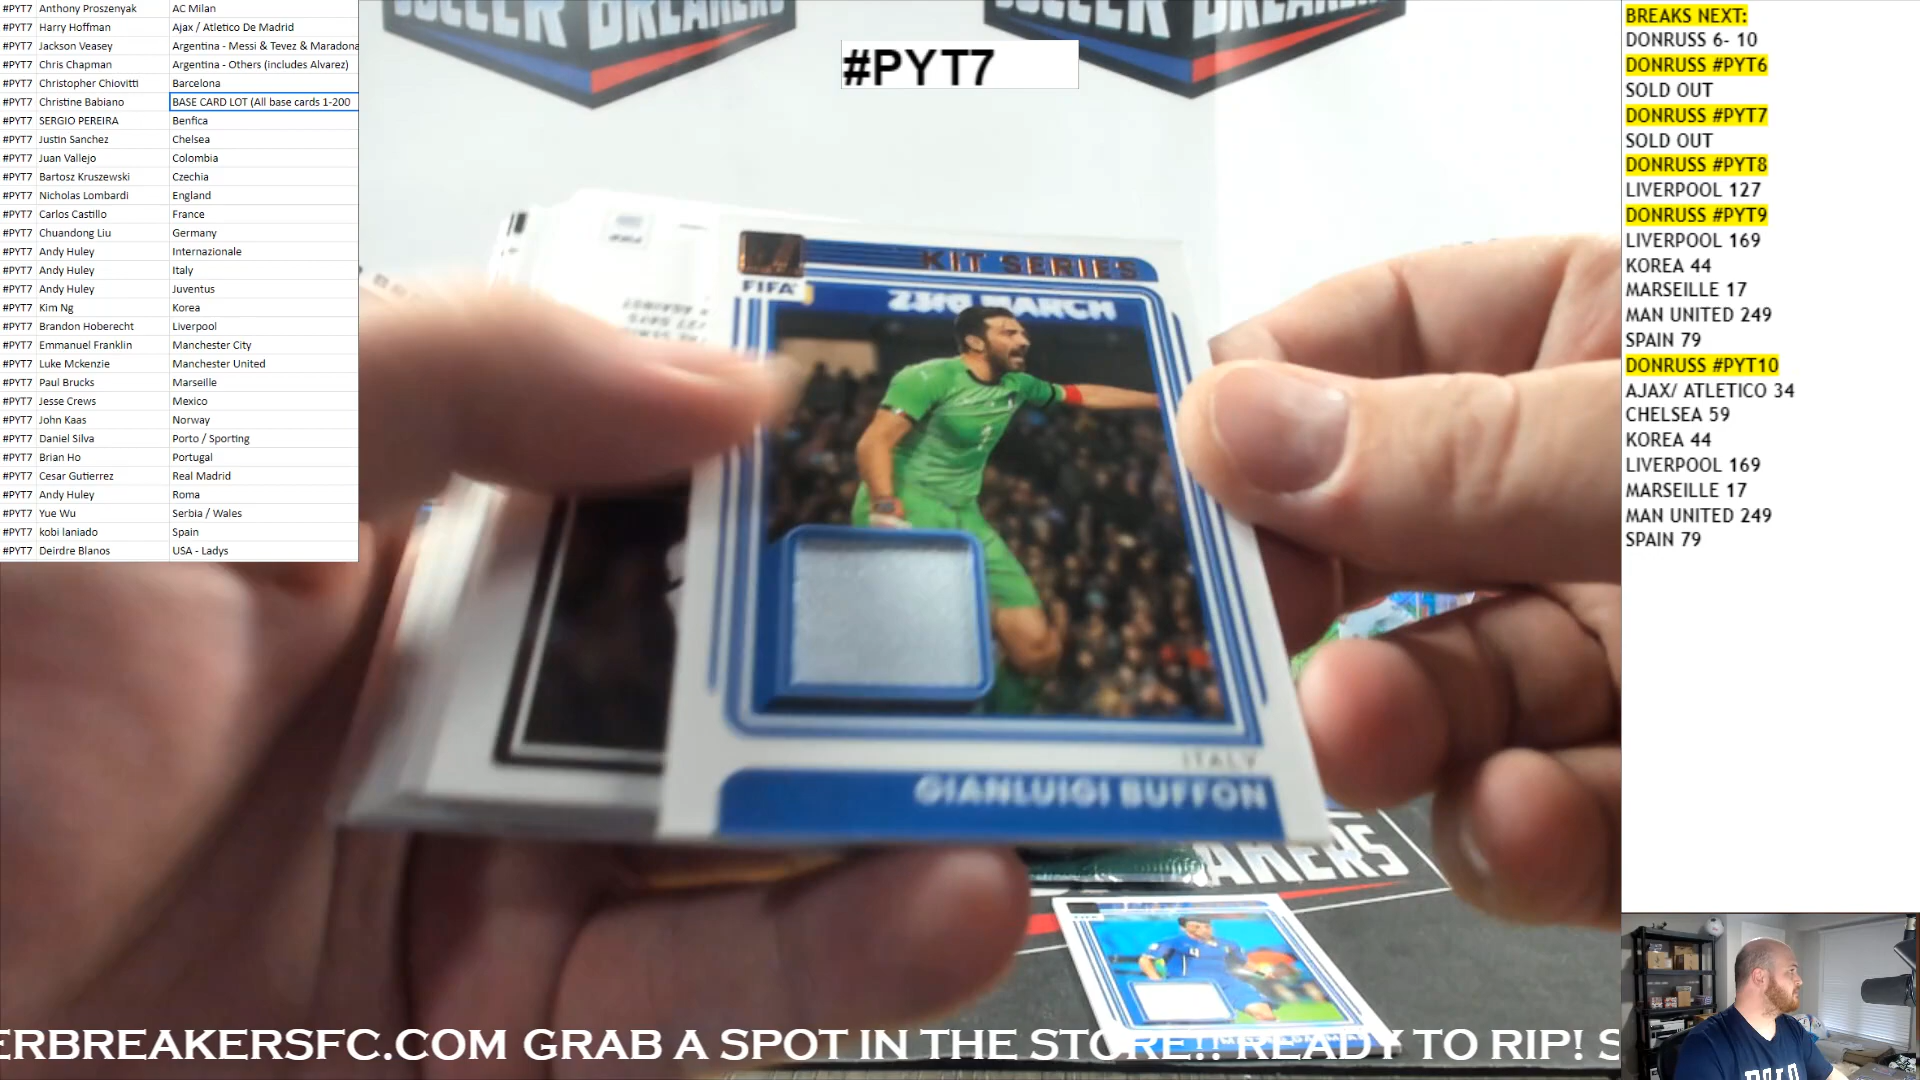 #PYT7 Anthony Proszenyak AC Milan
#PYT7 Harry Hoffman Ajax / Atletico De Madrid
#PYT7 Jackson Veasey Argentina - Messi & Tevez & Maradona
#PYT7 Chris Chapman Argentina - Others (includes Alvarez)
#PYT7 Christopher Chiovitti Barcelona
#PYT7 Christine Babiano BASE CARD LOT (All base cards 1-200
#PYT7 SERGIO PEREIRA Benfica
#PYT7 Justin Sanchez Chelsea
#PYT7 Juan Vallejo Colombia
#PYT7 Bartosz Kruszewski Czechia
#PYT7 Nicholas Lombardi England
#PYT7 Carlos Castillo France
#PYT7 Chuandong Liu Germany
#PYT7 Andy Huley Internazionale
#PYT7 Andy Huley Italy
#PYT7 Andy Huley Juventus
#PYT7 Kim Ng Korea
#PYT7 Brandon Hoberecht Liverpool
#PYT7 Emmanuel Franklin Manchester City
#PYT7 Luke Mckenzie Manchester United
#PYT7 Paul Brucks Marseille
#PYT7 Jesse Crews Mexico
#PYT7 John Kaas Norway
#PYT7 Daniel Silva Porto / Sporting
#PYT7 Brian Ho Portugal
#PYT7 Cesar Gutierrez Real Madrid
#PYT7 Andy Huley Roma
#PYT7 Yue Wu Serbia / Wales
#PYT7 kobi laniado Spain
#PYT7 Deirdre Blanos USA - Ladys
SOCCER BREAKERS
SOCCER BREAKERS
#PYT7
KIT SERIES
FIFA
23RD MARCH
ITALY
GIANLUIGI BUFFON
AKERS
BREAKS NEXT:
DONRUSS 6- 10
DONRUSS #PYT6
SOLD OUT
DONRUSS #PYT7
SOLD OUT
DONRUSS #PYT8
LIVERPOOL 127
DONRUSS #PYT9
LIVERPOOL 169
KOREA 44
MARSEILLE 17
MAN UNITED 249
SPAIN 79
DONRUSS #PYT10
AJAX/ ATLETICO 34
CHELSEA 59
KOREA 44
LIVERPOOL 169
MARSEILLE 17
MAN UNITED 249
SPAIN 79
POLO
ERBREAKERSFC.COM GRAB A SPOT IN THE STORE!! READY TO RIP! S